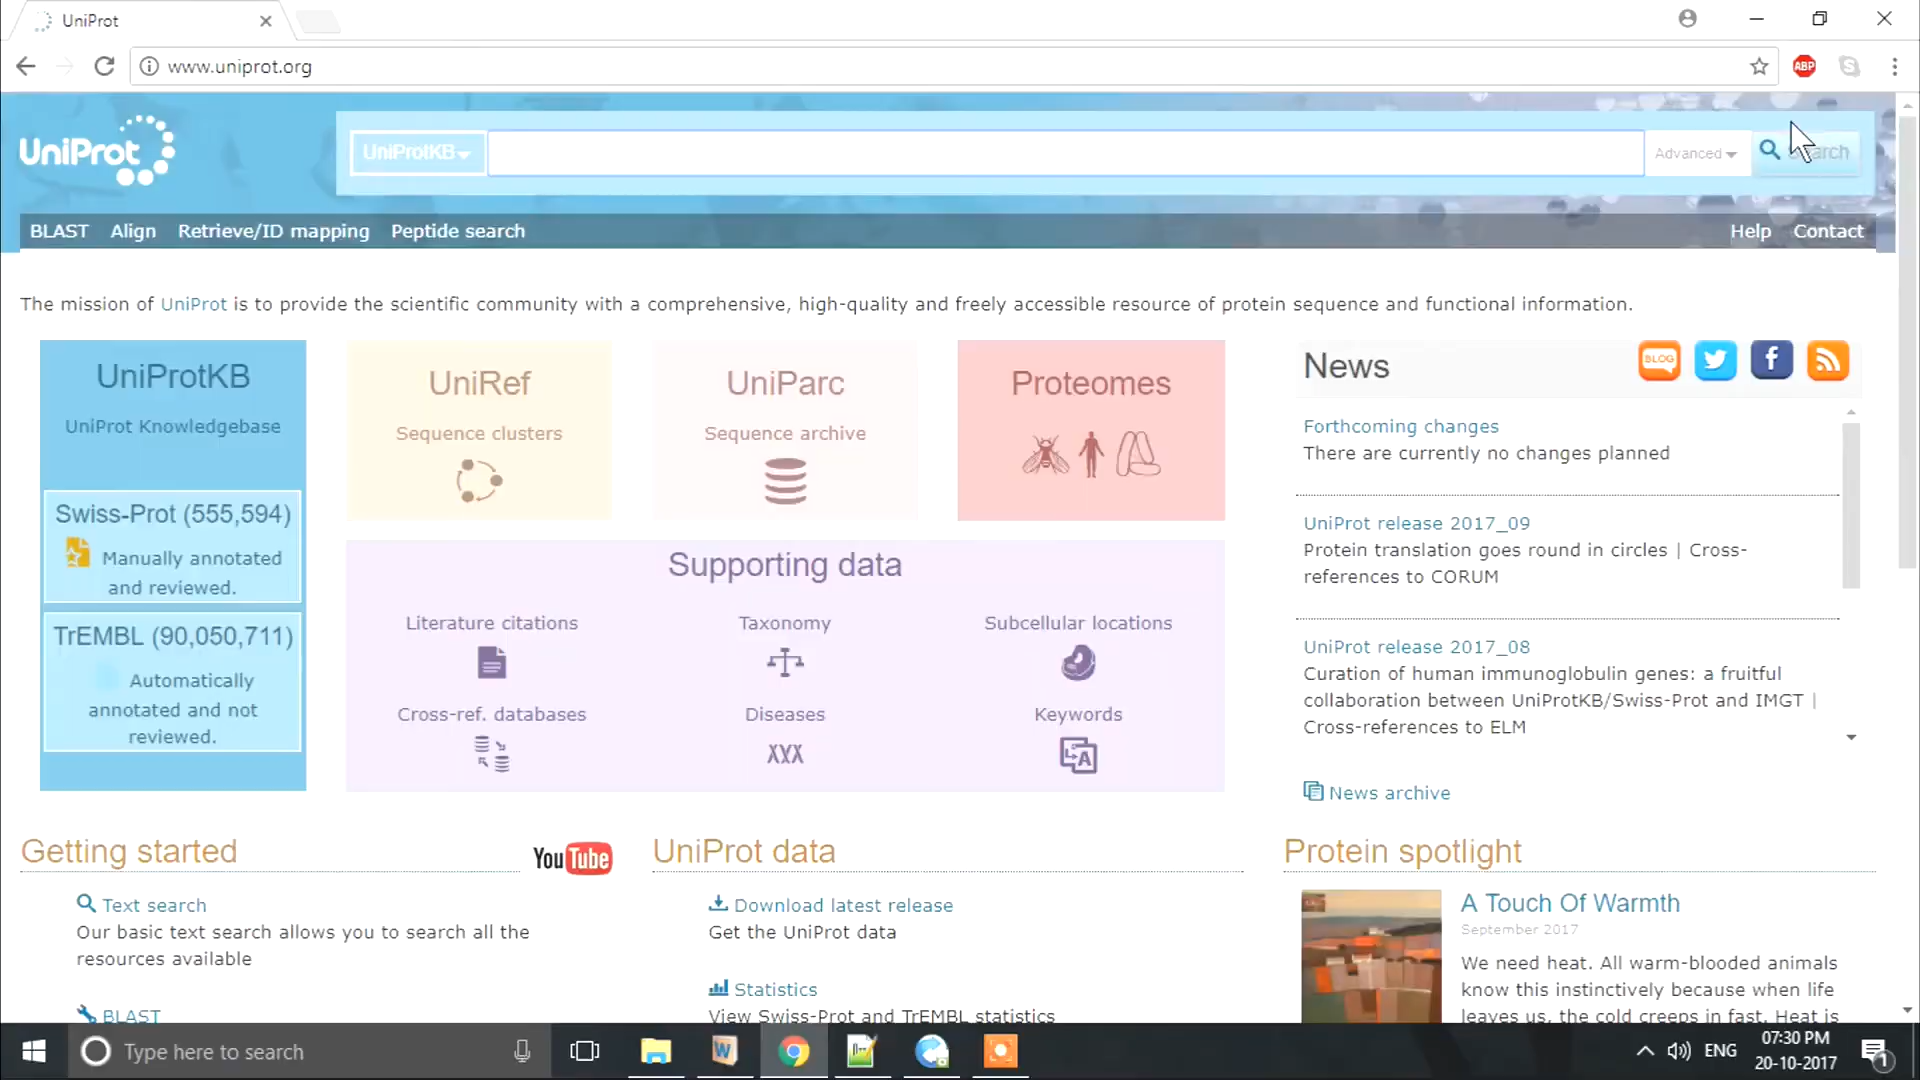 UniProt
www.uniprot.org
ABP
UniProt
UniProtKB
Advanced
Search
BLAST Align Retrieve/ID mapping Peptide search Help Contact
The mission of UniProt is to provide the scientific community with a comprehensive, high-quality and freely accessible resource of protein sequence and functional information.
UniProtKB
UniProt Knowledgebase
Swiss-Prot (555,594)
Manually annotated
and reviewed.
TrEMBL (90,050,711)
Automatically
annotated and not
reviewed.
UniRef
Sequence clusters
UniParc
Sequence archive
Proteomes
Supporting data
Literature citations
Taxonomy
Subcellular locations
Cross-ref. databases
Diseases
Keywords
News
BLOG
Forthcoming changes
There are currently no changes planned
UniProt release 2017_09
Protein translation goes round in circles | Cross-
references to CORUM
UniProt release 2017_08
Curation of human immunoglobulin genes: a fruitful
collaboration between UniProtKB/Swiss-Prot and IMGT |
Cross-references to ELM
News archive
Getting started
YouTube
Text search
Our basic text search allows you to search all the
resources available
BLAST
UniProt data
Download latest release
Get the UniProt data
Statistics
View Swiss-Prot and TrEMBL statistics
Protein spotlight
A Touch Of Warmth
September 2017
We need heat. All warm-blooded animals
know this instinctively because when life
leaves us, the cold creeps in fast. Heat is
Type here to search
ENG
07:30 PM
20-10-2017
1